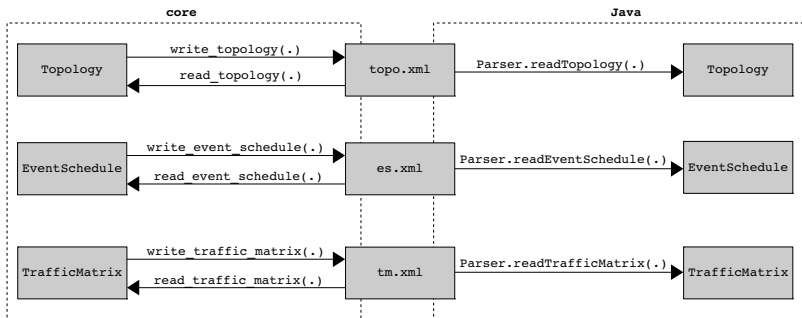 core
Java
write_topology(.)
Topology
topo.xml
Parser.readTopology(.)
Topology
read_topology(.)
write_event_schedule(.)
EventSchedule
es.xml
Parser.readEventSchedule(.)
EventSchedule
read_event_schedule(.)
write_traffic_matrix(.)
TrafficMatrix
tm.xml
Parser.readTrafficMatrix(.)
TrafficMatrix
read_traffic_matrix(.)